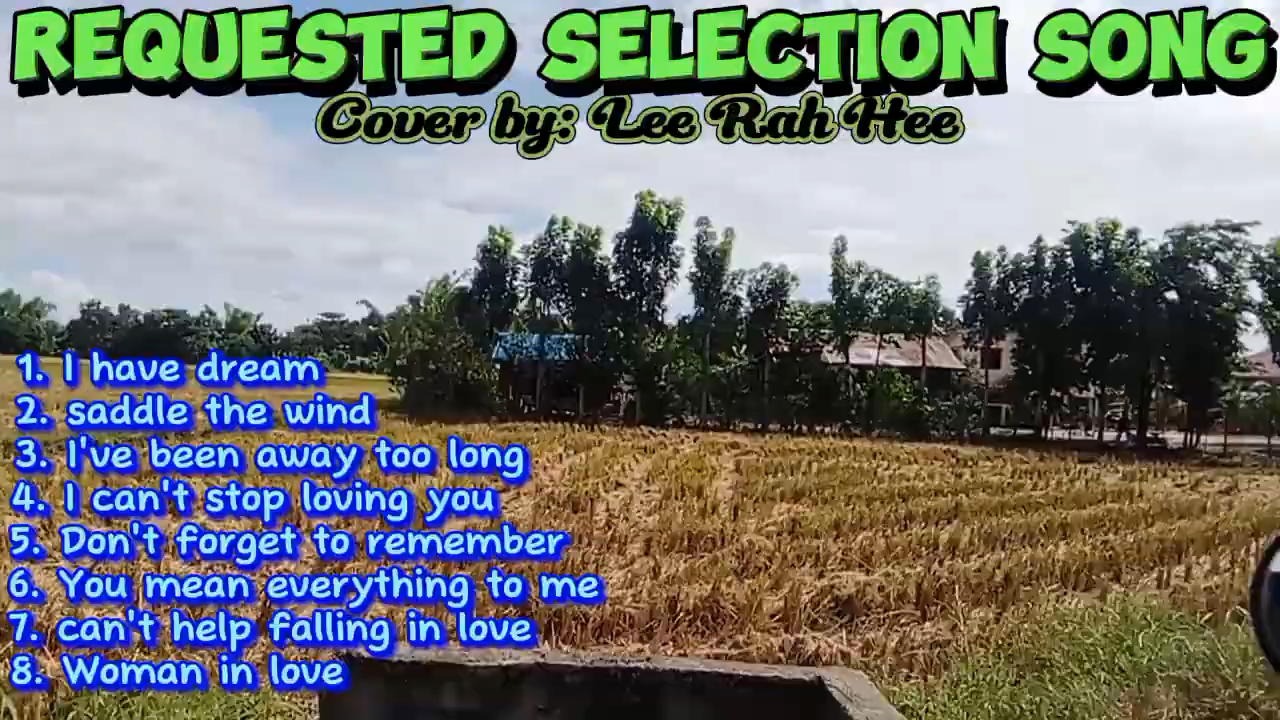 REQUESTED SELECTION SONG
Cover by: Lee Rah Hee
1. I have dream
2. saddle the wind
3. I've been away too long
4. I can't stop loving you
5. Don't forget to remember
6. You mean everything to me
7. can't help falling in love
8. Woman in love